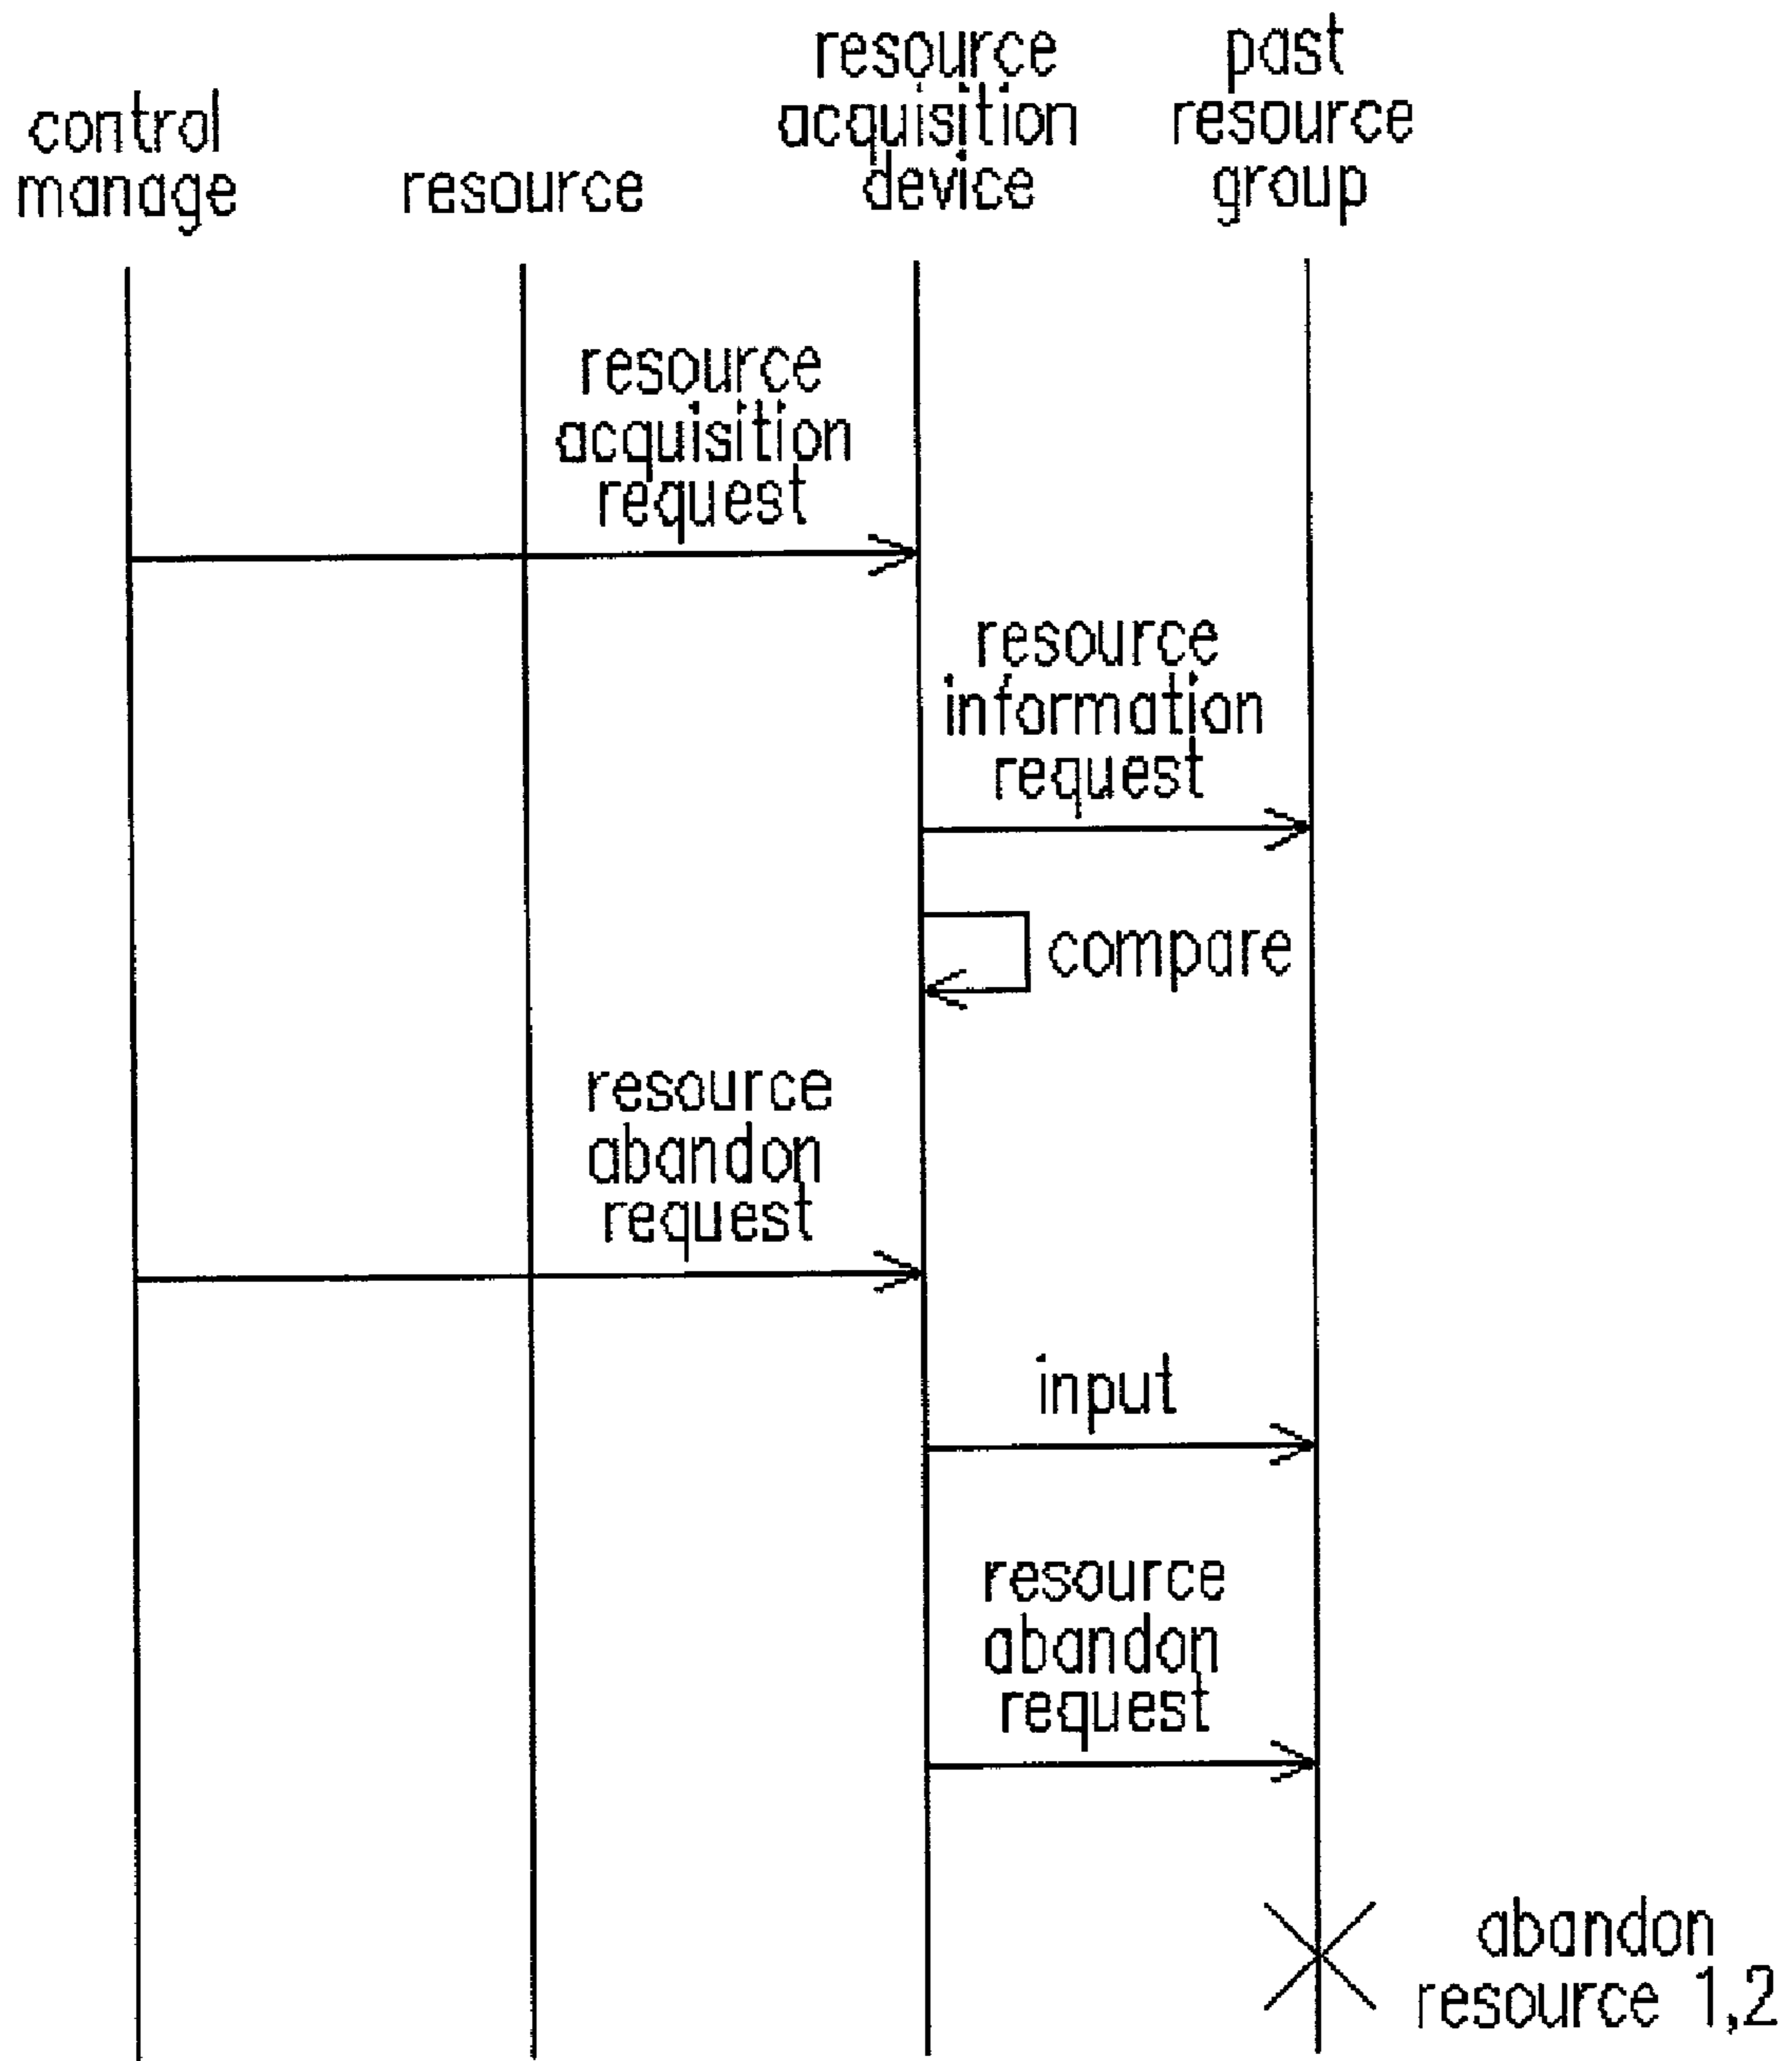 control
manage
resource
resource
acquisition
device
past
resource
group
resource
acquisition
request
resource
information
request
compare
resource
abandon
request
input
resource
abandon
request
abandon
resource 1,2